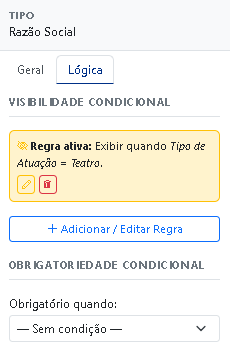 TIPO
Razão Social
Geral
Lógica
VISIBILIDADE CONDICIONAL
Regra ativa: Exibir quando Tipo de
Atuação = Teatro.
+ Adicionar / Editar Regra
OBRIGATORIEDADE CONDICIONAL
Obrigatório quando:
— Sem condição —